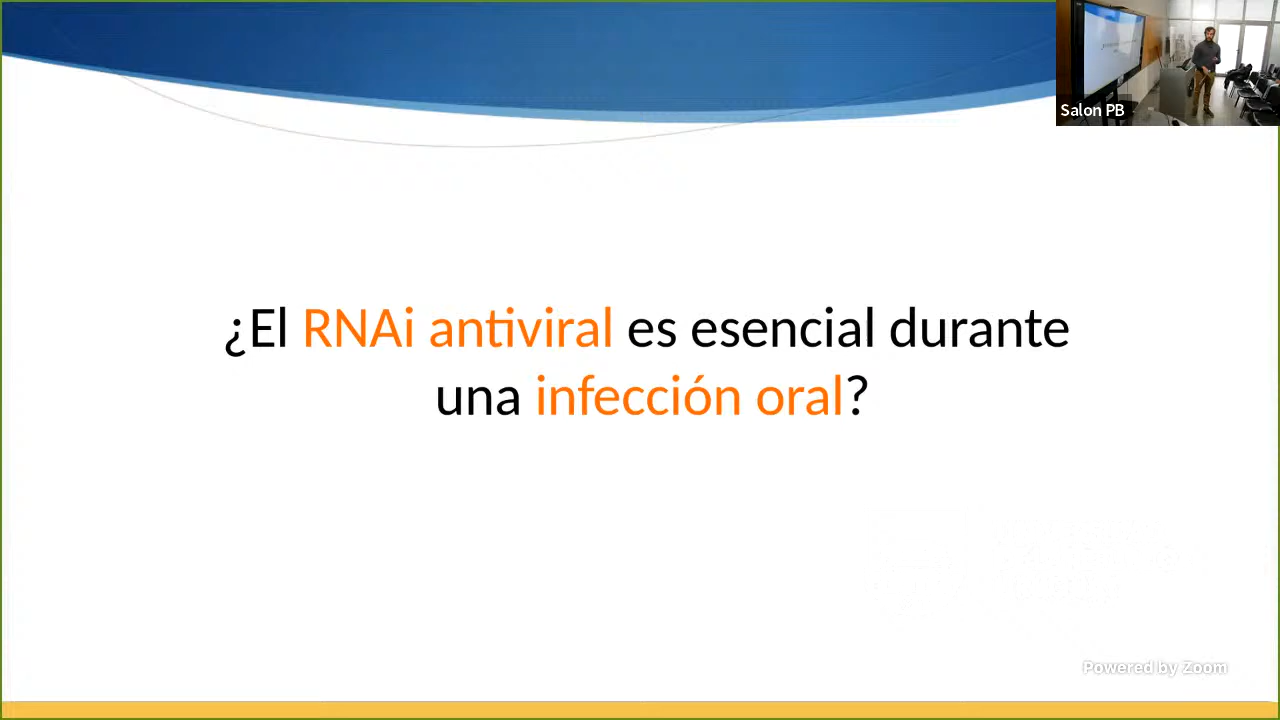 Salon PB
¿El RNAi antiviral es esencial durante
una infección oral?
Powered by Zoom